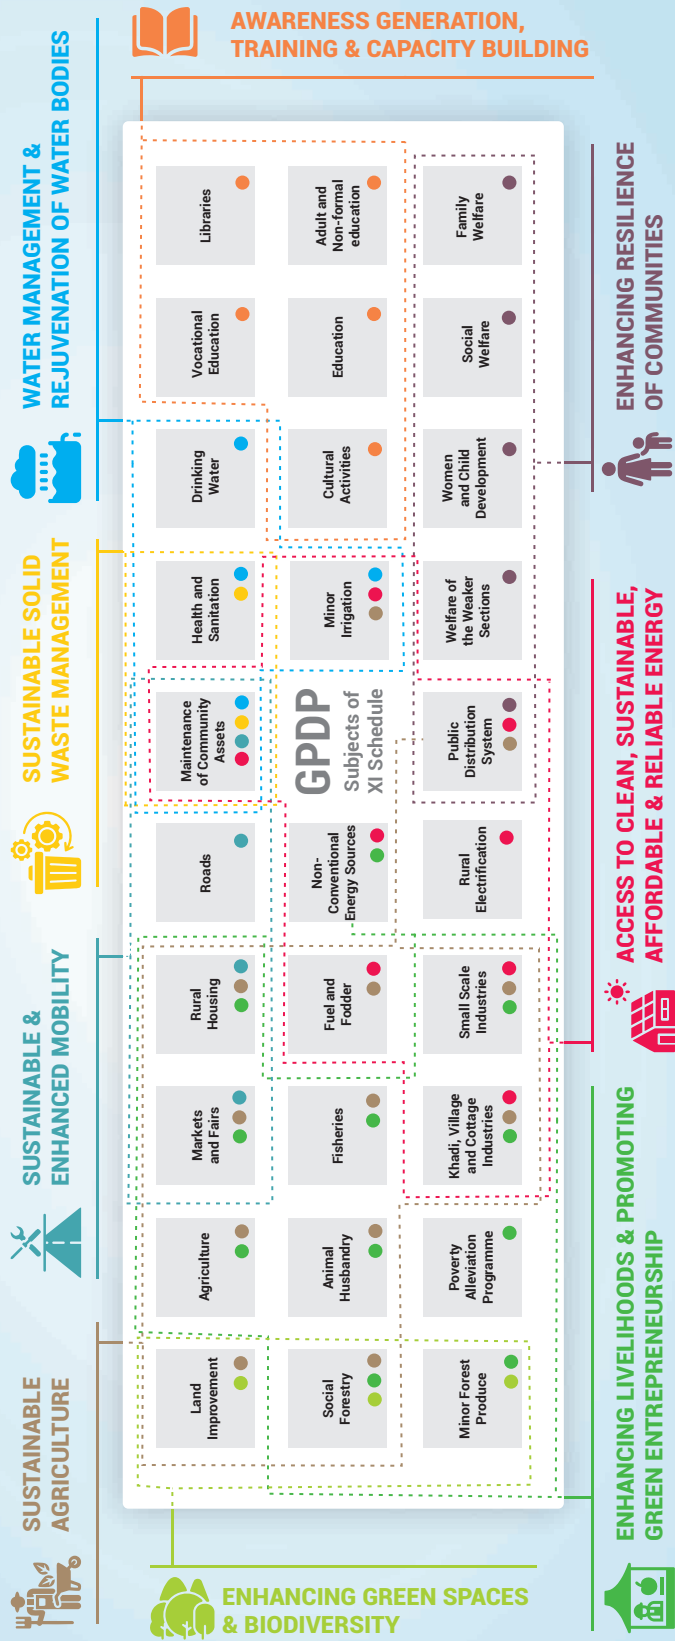 AWARENESS GENERATION,
TRAINING & CAPACITY BUILDING
WATER MANAGEMENT &
REJUVENATION OF WATER BODIES
SUSTAINABLE SOLID
WASTE MANAGEMENT
SUSTAINABLE &
ENHANCED MOBILITY
SUSTAINABLE
AGRICULTURE
Libraries
Adult and
Non-formal
education
Family
Welfare
Vocational
Education
Education
Social
Welfare
Drinking
Water
Cultural
Activities
Women
and Child
Development
Health and
Sanitation
Minor
Irrigation
Welfare of
the Weaker
Sections
Maintenance
of Community
Assets
GPDP
Subjects of
XI Schedule
Public
Distribution
System
Roads
Non-
Conventional
Energy Sources
Rural
Electrification
Rural
Housing
Fuel and
Fodder
Small Scale
Industries
Markets
and Fairs
Fisheries
Khadi, Village
and Cottage
Industries
Agriculture
Animal
Husbandry
Poverty
Alleviation
Programme
Land
Improvement
Social
Forestry
Minor Forest
Produce
ENHANCING RESILIENCE
OF COMMUNITIES
ACCESS TO CLEAN, SUSTAINABLE,
AFFORDABLE & RELIABLE ENERGY
ENHANCING LIVELIHOODS & PROMOTING
GREEN ENTREPRENEURSHIP
ENHANCING GREEN SPACES
& BIODIVERSITY